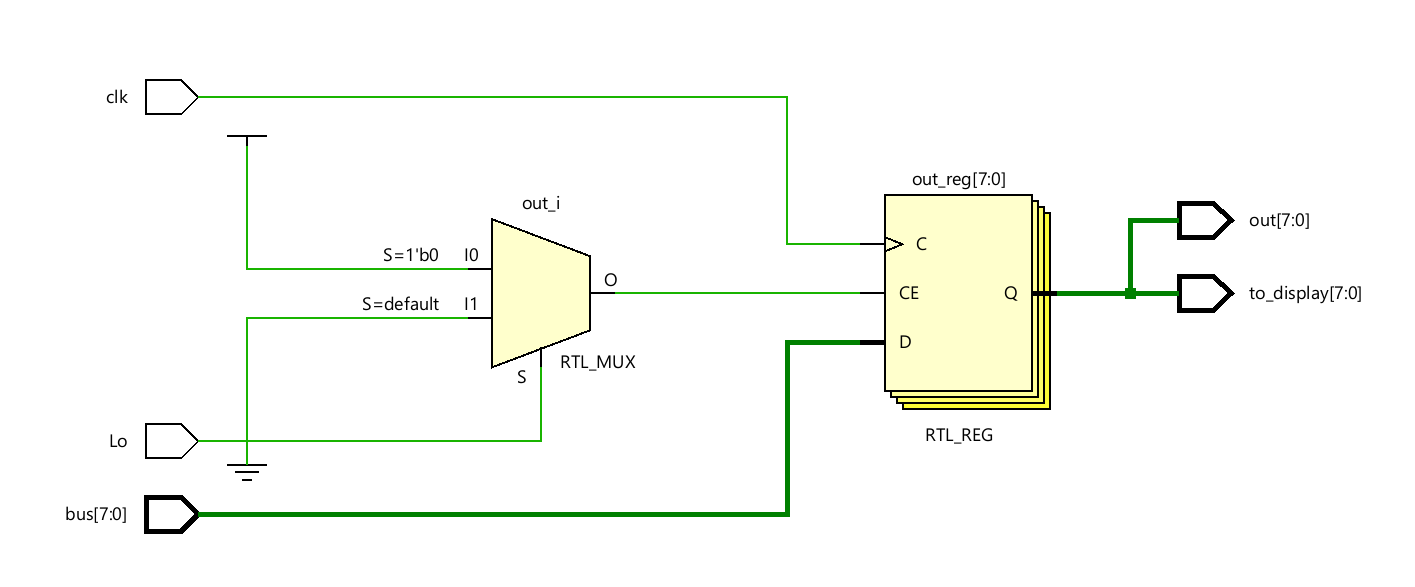 clk
out_reg[7:0]
out_i
out[7:0]
C
S=1'b0 I0
O
CE
Q
to_display[7:0]
S=default I1
D
RTL_MUX
S
Lo
RTL_REG
bus[7:0]